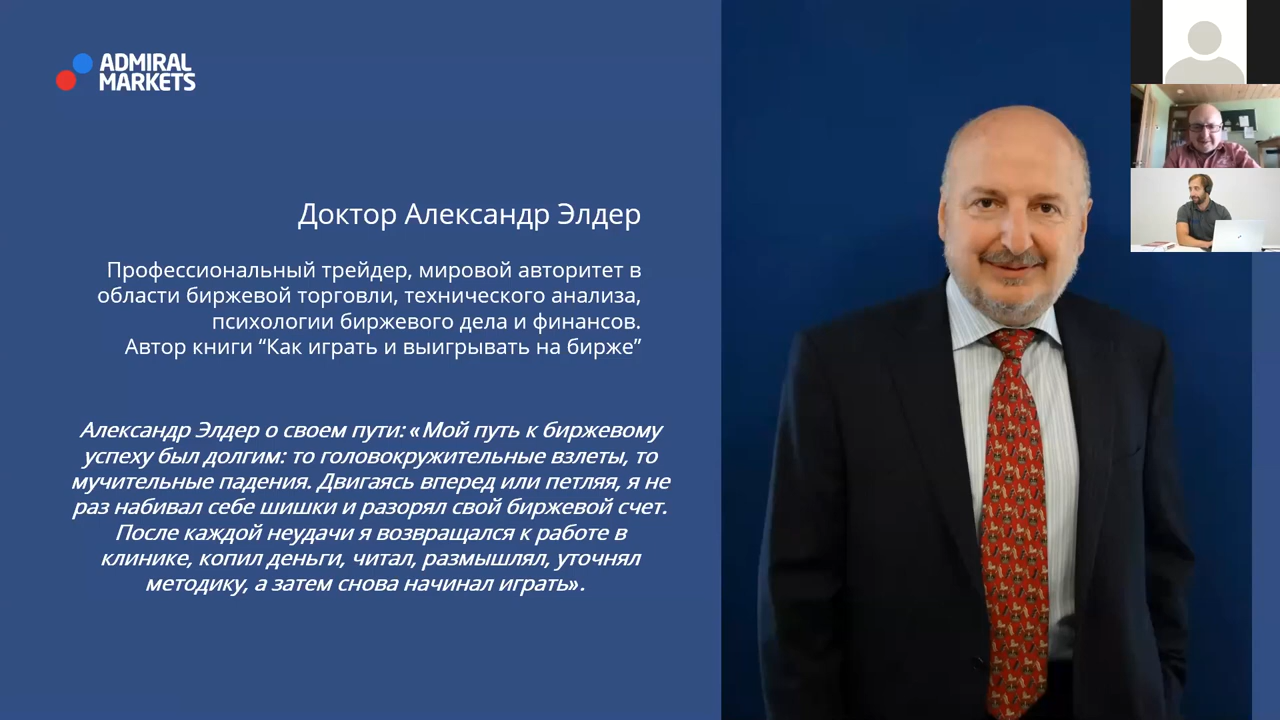 ADMIRAL
MARKETS
Доктор Александр Элдер
Профессиональный трейдер, мировой авторитет в
области биржевой торговли, технического анализа,
психологии биржевого дела и финансов.
Автор книги “Как играть и выигрывать на бирже”
Александр Элдер о своем пути: «Мой путь к биржевому
успеху был долгим: то головокружительные взлеты, то
мучительные падения. Двигаясь вперед или петляя, я не
раз набивал себе шишки и разорял свой биржевой счет.
После каждой неудачи я возвращался к работе в
клинике, копил деньги, читал, размышлял, уточнял
методику, а затем снова начинал играть».